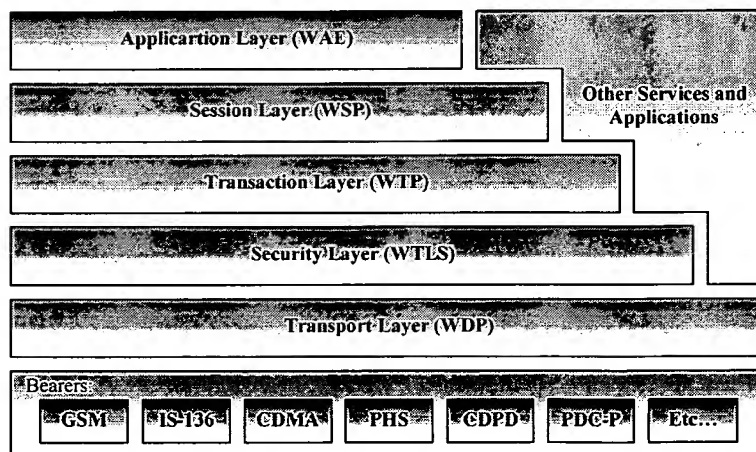 Applicartion Layer (WAE)
Other Services and
Applications
Session Layer (WSP)
Transaction Layer (WTP)
Security Layer (WTLS)
Transport Layer (WDP)
Bearers:
GSM
IS-136
CDMA
PHS
CDPD
PDC-P
Etc...